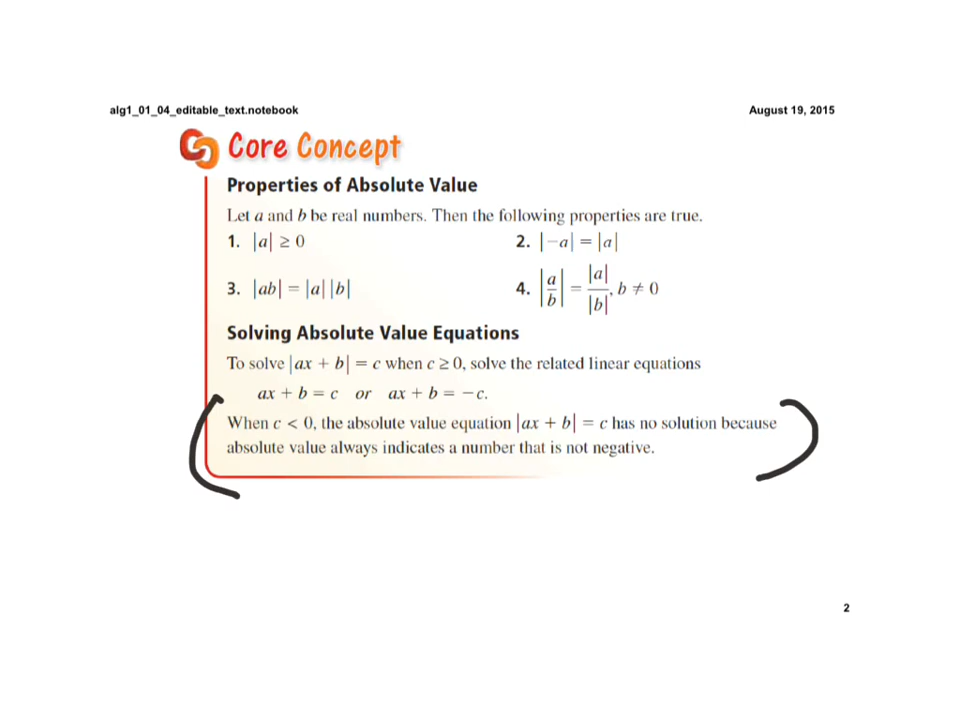 alg1_01_04_editable_text.notebook August 19, 2015
Core Concept
Properties of Absolute Value
Let a and b be real numbers. Then the following properties are true.
1. |a| ≥ 0 2. |−a| = |a|
3. |ab| = |a| |b| 4. |a/b| = |a|/|b|, b ≠ 0
Solving Absolute Value Equations
To solve |ax + b| = c when c ≥ 0, solve the related linear equations
ax + b = c or ax + b = −c.
When c < 0, the absolute value equation |ax + b| = c has no solution because
absolute value always indicates a number that is not negative.
2